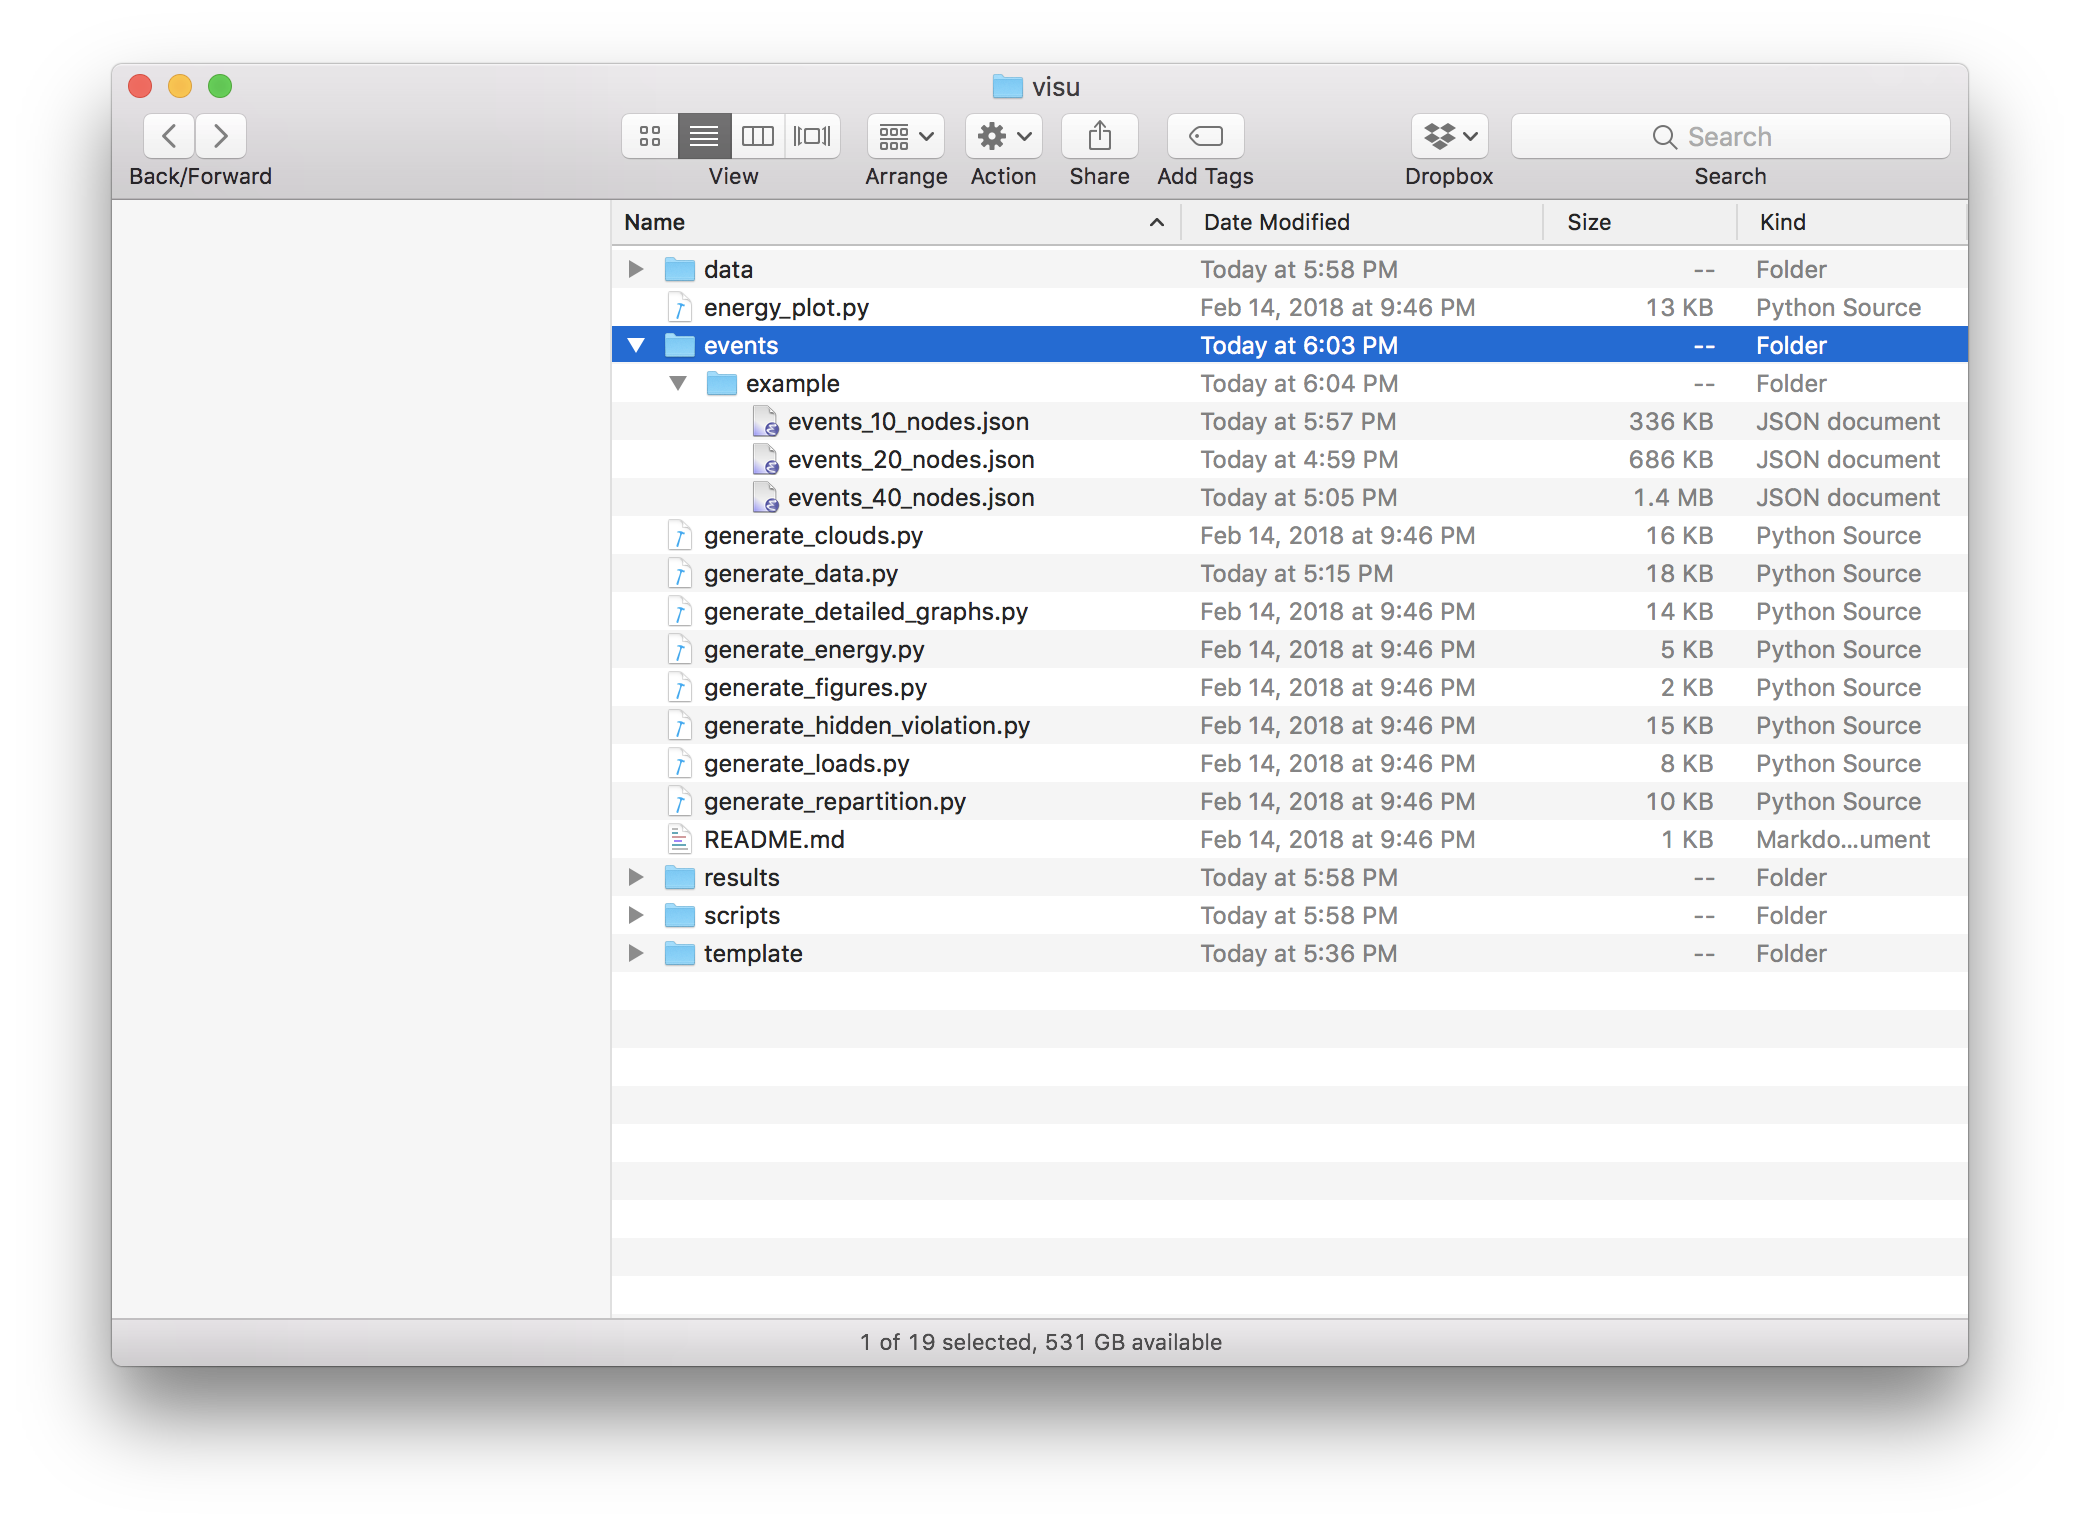 visu
Search
Back/Forward View Arrange Action Share Add Tags Dropbox Search
Name Date Modified Size Kind
data Today at 5:58 PM -- Folder
energy_plot.py Feb 14, 2018 at 9:46 PM 13 KB Python Source
events Today at 6:03 PM -- Folder
example Today at 6:04 PM -- Folder
events_10_nodes.json Today at 5:57 PM 336 KB JSON document
events_20_nodes.json Today at 4:59 PM 686 KB JSON document
events_40_nodes.json Today at 5:05 PM 1.4 MB JSON document
generate_clouds.py Feb 14, 2018 at 9:46 PM 16 KB Python Source
generate_data.py Today at 5:15 PM 18 KB Python Source
generate_detailed_graphs.py Feb 14, 2018 at 9:46 PM 14 KB Python Source
generate_energy.py Feb 14, 2018 at 9:46 PM 5 KB Python Source
generate_figures.py Feb 14, 2018 at 9:46 PM 2 KB Python Source
generate_hidden_violation.py Feb 14, 2018 at 9:46 PM 15 KB Python Source
generate_loads.py Feb 14, 2018 at 9:46 PM 8 KB Python Source
generate_repartition.py Feb 14, 2018 at 9:46 PM 10 KB Python Source
README.md Feb 14, 2018 at 9:46 PM 1 KB Markdo...ument
results Today at 5:58 PM -- Folder
scripts Today at 5:58 PM -- Folder
template Today at 5:36 PM -- Folder
1 of 19 selected, 531 GB available